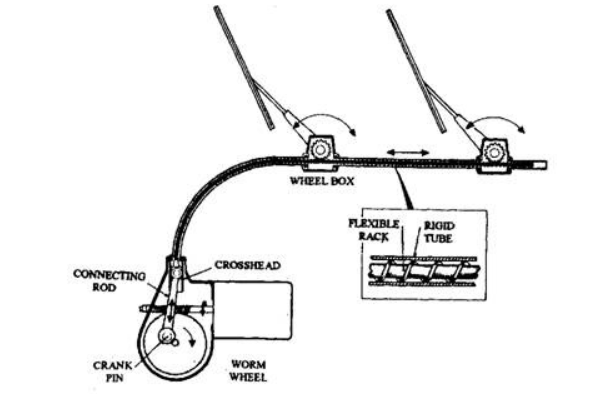 WHEEL BOX
FLEXIBLE
RACK
RIGID
TUBE
CROSSHEAD
CONNECTING
ROD
CRANK
PIN
WORM
WHEEL